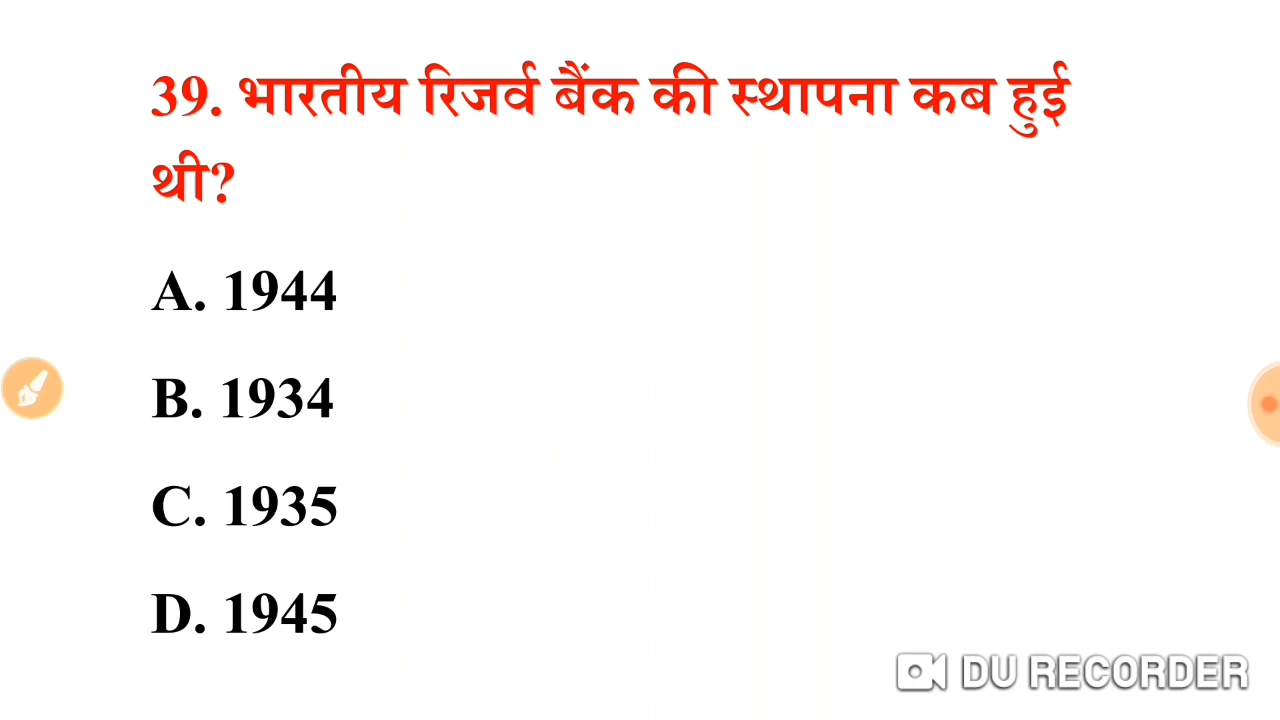 39. भारतीय रिजर्व बैंक की स्थापना कब हुई
थी?
A. 1944
B. 1934
C. 1935
D. 1945
DU RECORDER